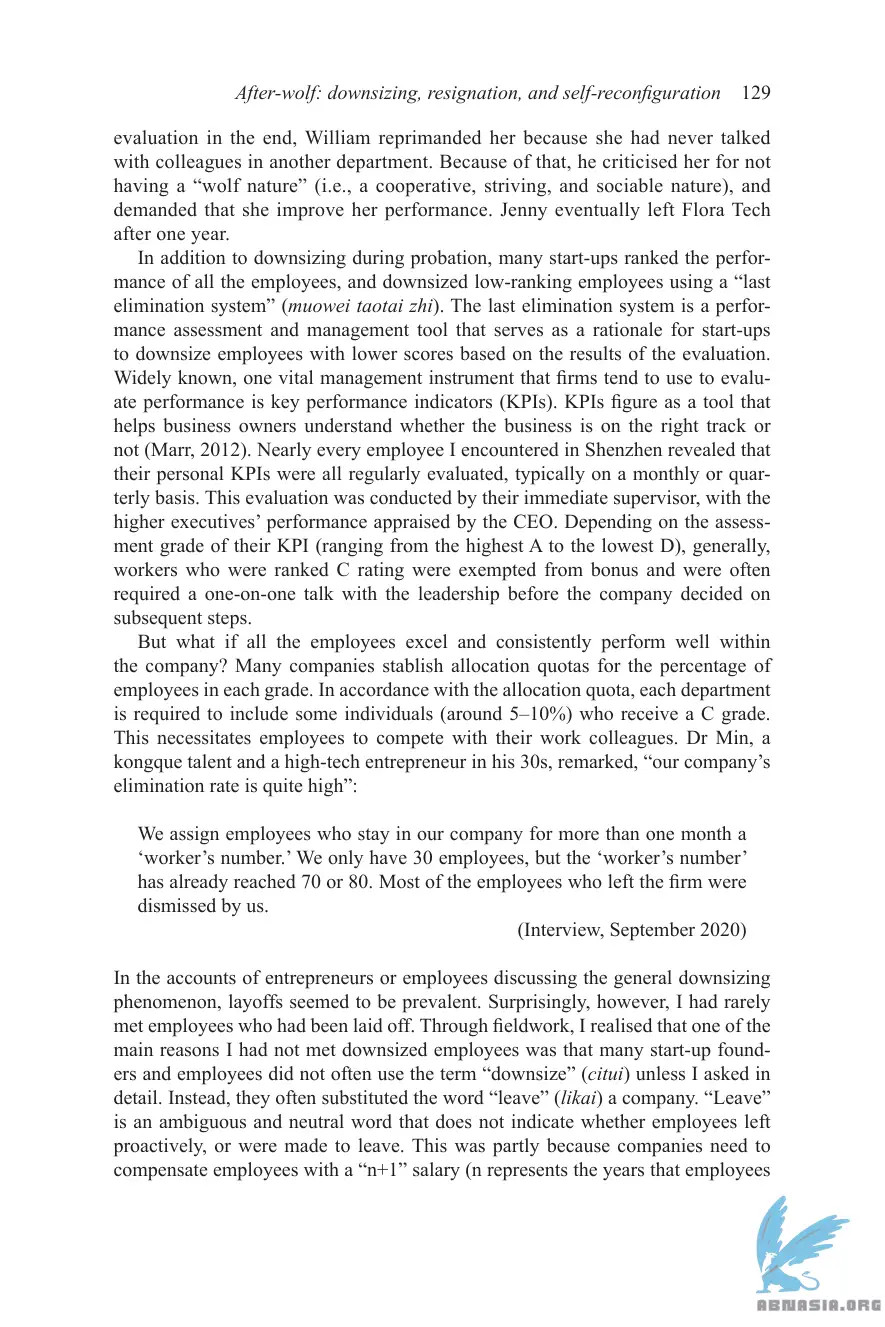 After-wolf: downsizing, resignation, and self-reconfiguration 129
evaluation in the end, William reprimanded her because she had never talked
with colleagues in another department. Because of that, he criticised her for not
having a “wolf nature” (i.e., a cooperative, striving, and sociable nature), and
demanded that she improve her performance. Jenny eventually left Flora Tech
after one year.
In addition to downsizing during probation, many start-ups ranked the perfor-
mance of all the employees, and downsized low-ranking employees using a “last
elimination system” (muowei taotai zhi). The last elimination system is a perfor-
mance assessment and management tool that serves as a rationale for start-ups
to downsize employees with lower scores based on the results of the evaluation.
Widely known, one vital management instrument that firms tend to use to evalu-
ate performance is key performance indicators (KPIs). KPIs figure as a tool that
helps business owners understand whether the business is on the right track or
not (Marr, 2012). Nearly every employee I encountered in Shenzhen revealed that
their personal KPIs were all regularly evaluated, typically on a monthly or quar-
terly basis. This evaluation was conducted by their immediate supervisor, with the
higher executives’ performance appraised by the CEO. Depending on the assess-
ment grade of their KPI (ranging from the highest A to the lowest D), generally,
workers who were ranked C rating were exempted from bonus and were often
required a one-on-one talk with the leadership before the company decided on
subsequent steps.
But what if all the employees excel and consistently perform well within
the company? Many companies stablish allocation quotas for the percentage of
employees in each grade. In accordance with the allocation quota, each department
is required to include some individuals (around 5–10%) who receive a C grade.
This necessitates employees to compete with their work colleagues. Dr Min, a
kongque talent and a high-tech entrepreneur in his 30s, remarked, “our company’s
elimination rate is quite high”:
We assign employees who stay in our company for more than one month a
‘worker’s number.’ We only have 30 employees, but the ‘worker’s number’
has already reached 70 or 80. Most of the employees who left the firm were
dismissed by us.
(Interview, September 2020)
In the accounts of entrepreneurs or employees discussing the general downsizing
phenomenon, layoffs seemed to be prevalent. Surprisingly, however, I had rarely
met employees who had been laid off. Through fieldwork, I realised that one of the
main reasons I had not met downsized employees was that many start-up found-
ers and employees did not often use the term “downsize” (citui) unless I asked in
detail. Instead, they often substituted the word “leave” (likai) a company. “Leave”
is an ambiguous and neutral word that does not indicate whether employees left
proactively, or were made to leave. This was partly because companies need to
compensate employees with a “n+1” salary (n represents the years that employees
ABNASIA.ORG